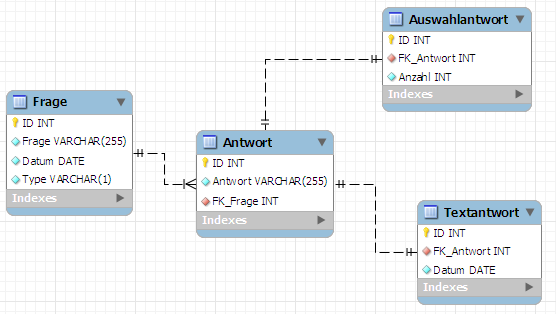 Auswahlantwort
ID INT
FK_Antwort INT
Anzahl INT
Indexes
Frage
ID INT
Frage VARCHAR(255)
Datum DATE
Type VARCHAR(1)
Indexes
Antwort
ID INT
Antwort VARCHAR(255)
FK_Frage INT
Indexes
Textantwort
ID INT
FK_Antwort INT
Datum DATE
Indexes